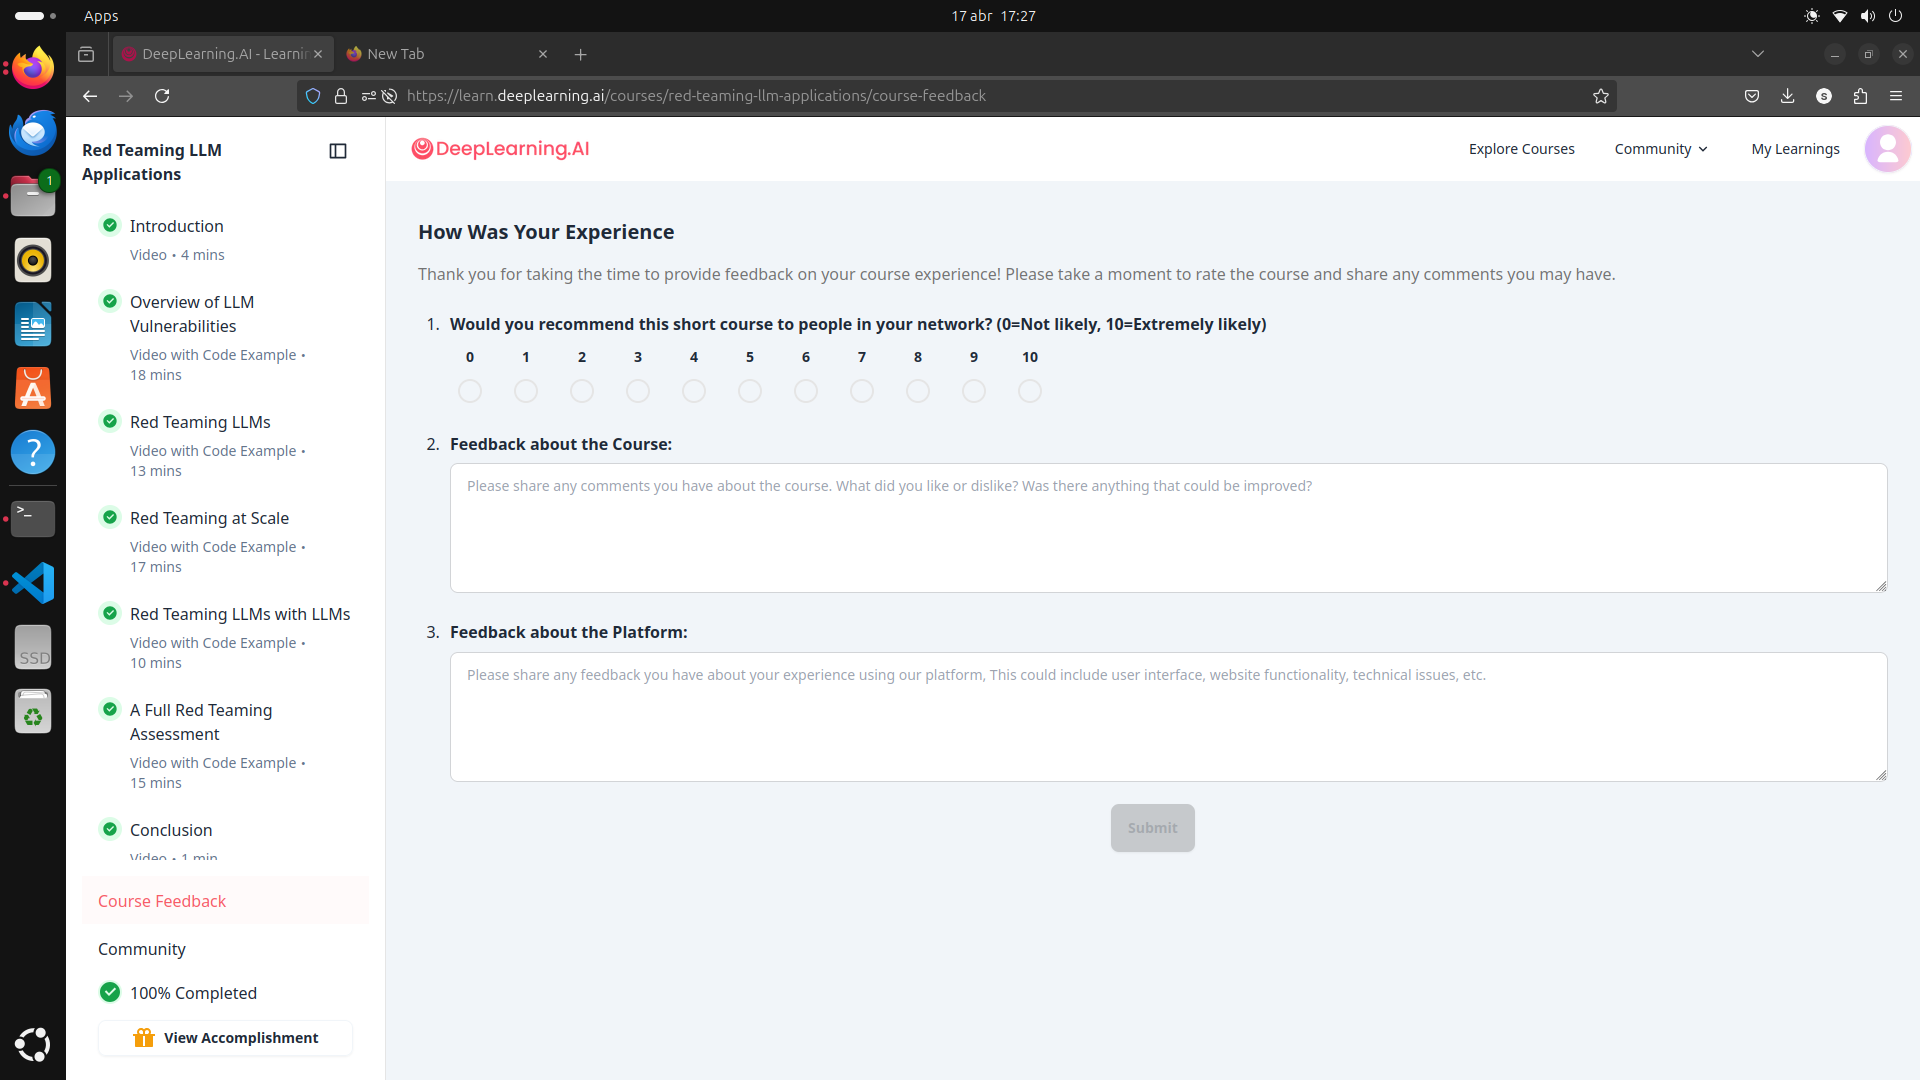 Apps
17 abr 17:27
DeepLearning.AI - Learnin
New Tab
https://learn.deeplearning.ai/courses/red-teaming-llm-applications/course-feedback
S
1
>_
?
SSD
Red Teaming LLM
Applications
Introduction
Video • 4 mins
Overview of LLM
Vulnerabilities
Video with Code Example •
18 mins
Red Teaming LLMs
Video with Code Example •
13 mins
Red Teaming at Scale
Video with Code Example •
17 mins
Red Teaming LLMs with LLMs
Video with Code Example •
10 mins
A Full Red Teaming
Assessment
Video with Code Example •
15 mins
Conclusion
Video • 1 min
Course Feedback
Community
100% Completed
View Accomplishment
DeepLearning.AI
Explore Courses
Community
My Learnings
How Was Your Experience
Thank you for taking the time to provide feedback on your course experience! Please take a moment to rate the course and share any comments you may have.
1. Would you recommend this short course to people in your network? (0=Not likely, 10=Extremely likely)
0 1 2 3 4 5 6 7 8 9 10
2. Feedback about the Course:
Please share any comments you have about the course. What did you like or dislike? Was there anything that could be improved?
3. Feedback about the Platform:
Please share any feedback you have about your experience using our platform, This could include user interface, website functionality, technical issues, etc.
Submit